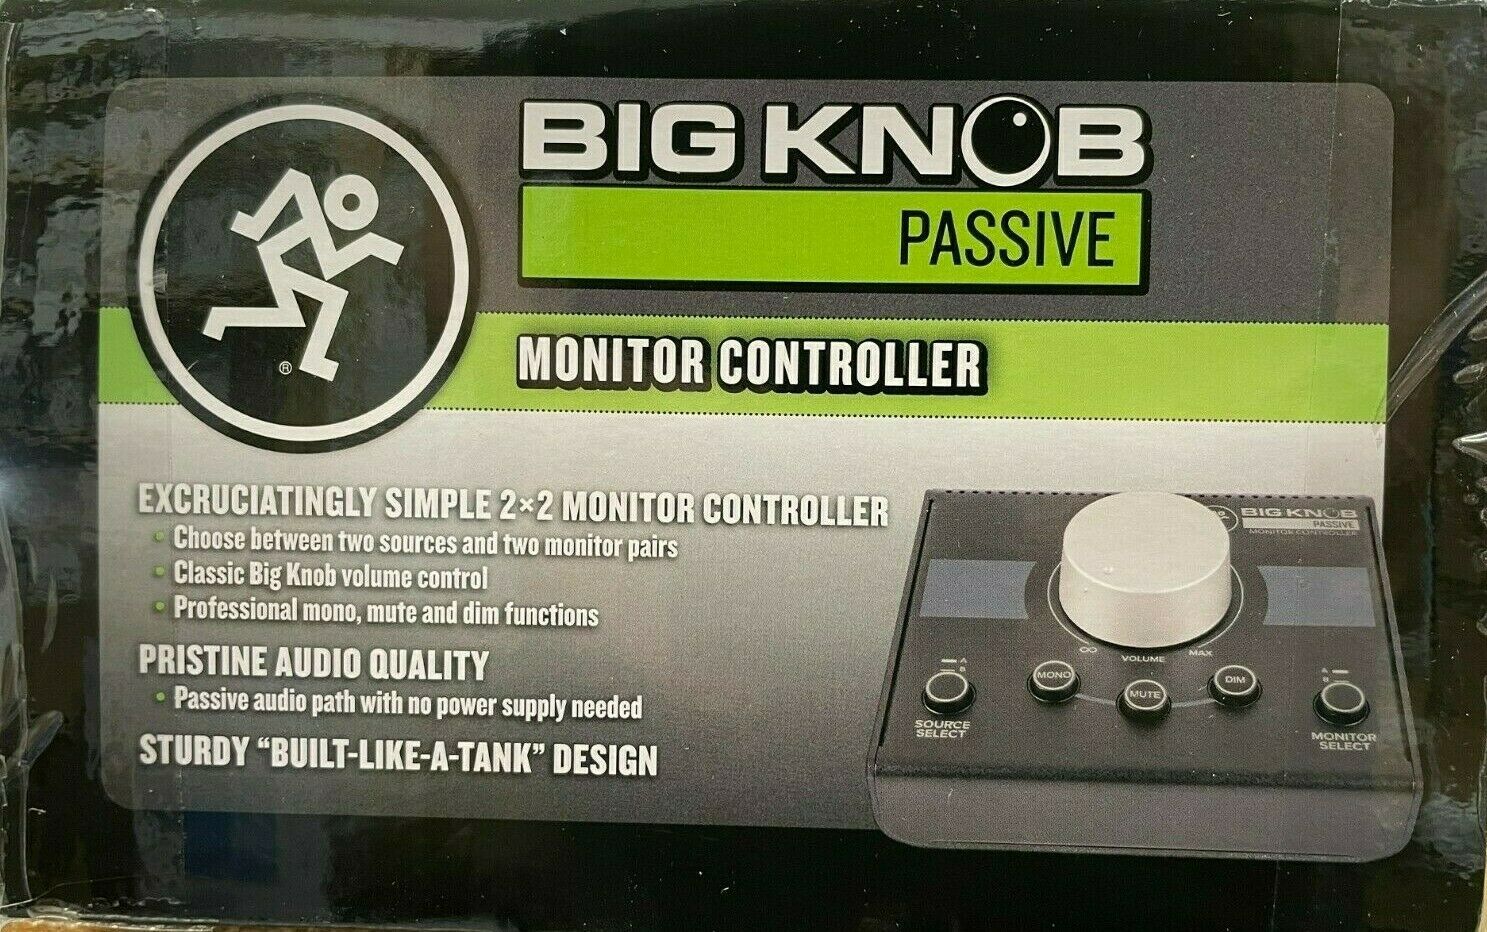 BIG KNOB
PASSIVE
MONITOR CONTROLLER
®
EXCRUCIATINGLY SIMPLE 2×2 MONITOR CONTROLLER
• Choose between two sources and two monitor pairs
• Classic Big Knob volume control
• Professional mono, mute and dim functions
PRISTINE AUDIO QUALITY
• Passive audio path with no power supply needed
STURDY “BUILT-LIKE-A-TANK” DESIGN
BIG KNOB
PASSIVE
MONITOR CONTROLLER
∞
VOLUME
MAX
A
B
SOURCE
SELECT
MONO
MUTE
DIM
A
B
MONITOR
SELECT